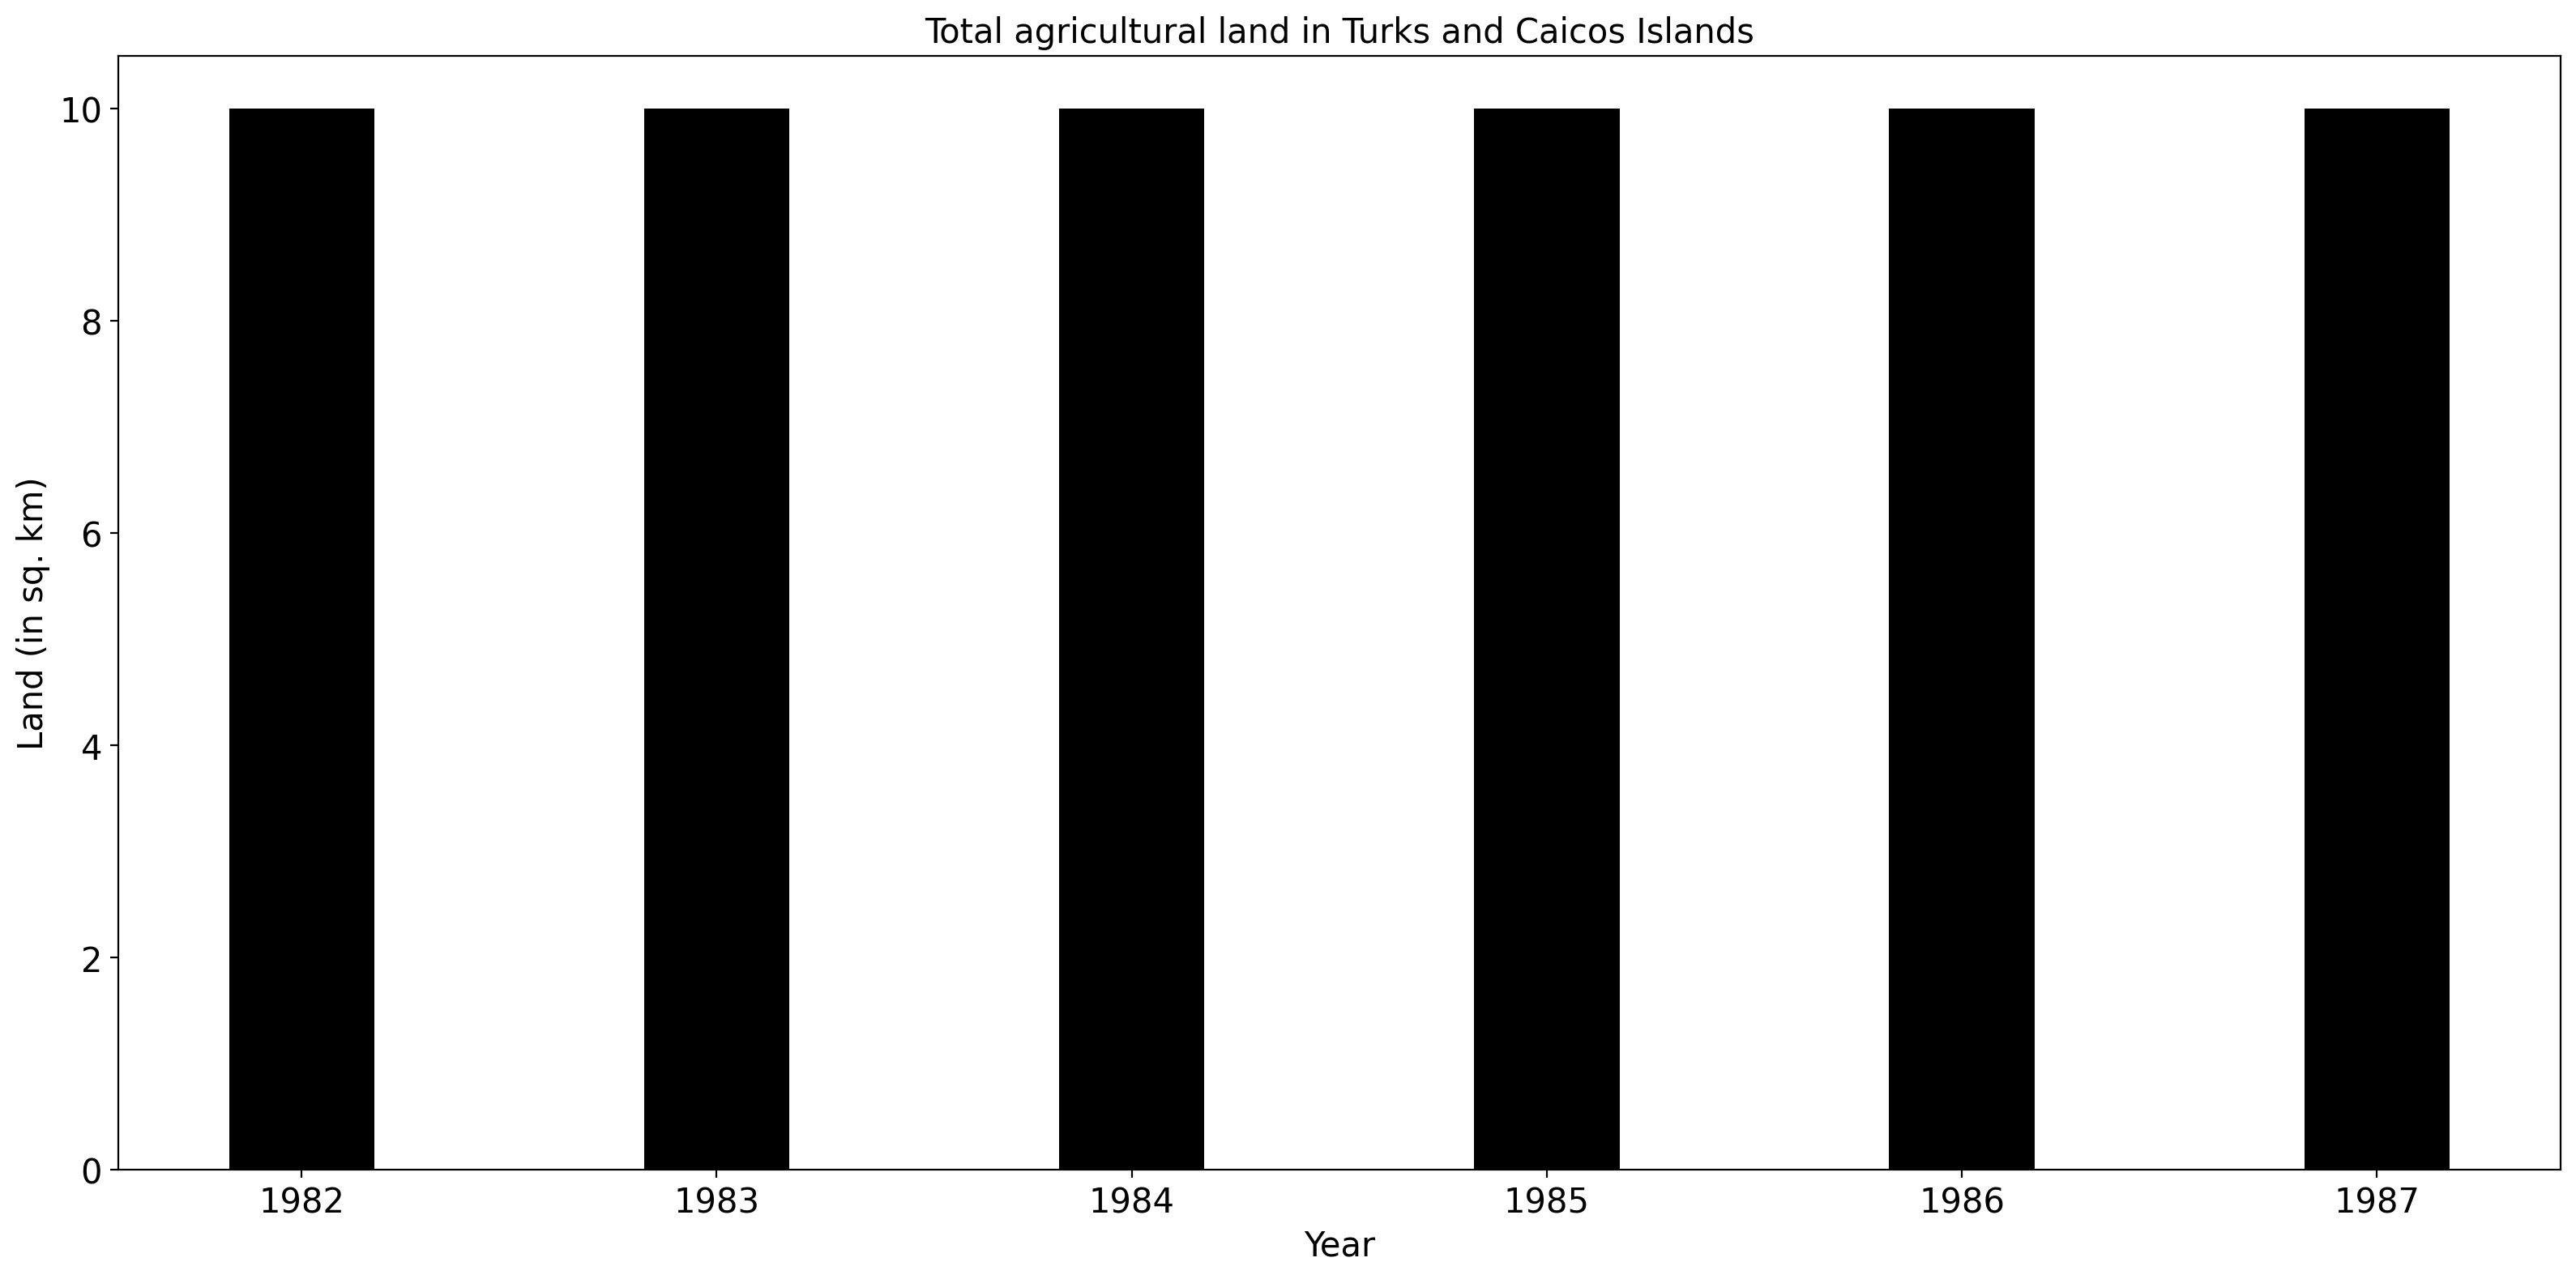 Total agricultural land in Turks and Caicos Islands
Land (in sq. km)
10
8
6
4
2
0
1982 1983 1984 1985 1986 1987
Year